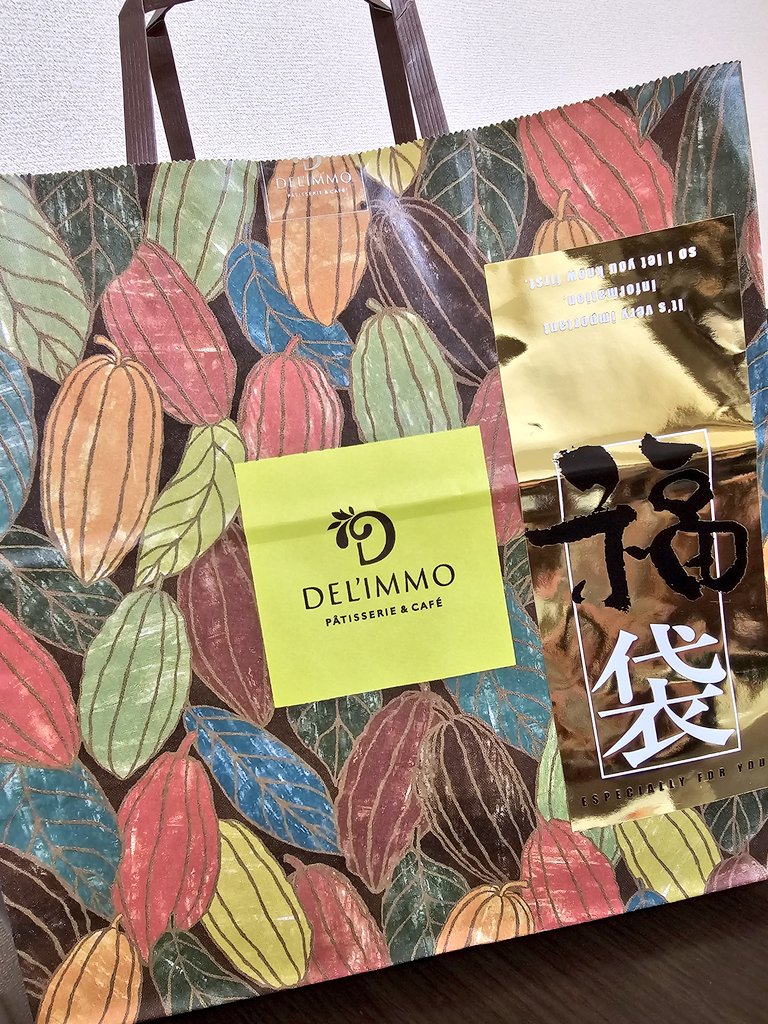 DEL'IMMO
PÂTISSERIE & CAFÉ
It's very important
information.
so I let you know first.
DEL'IMMO
PÂTISSERIE & CAFÉ
福
袋
ESPECIALLY FOR YOU